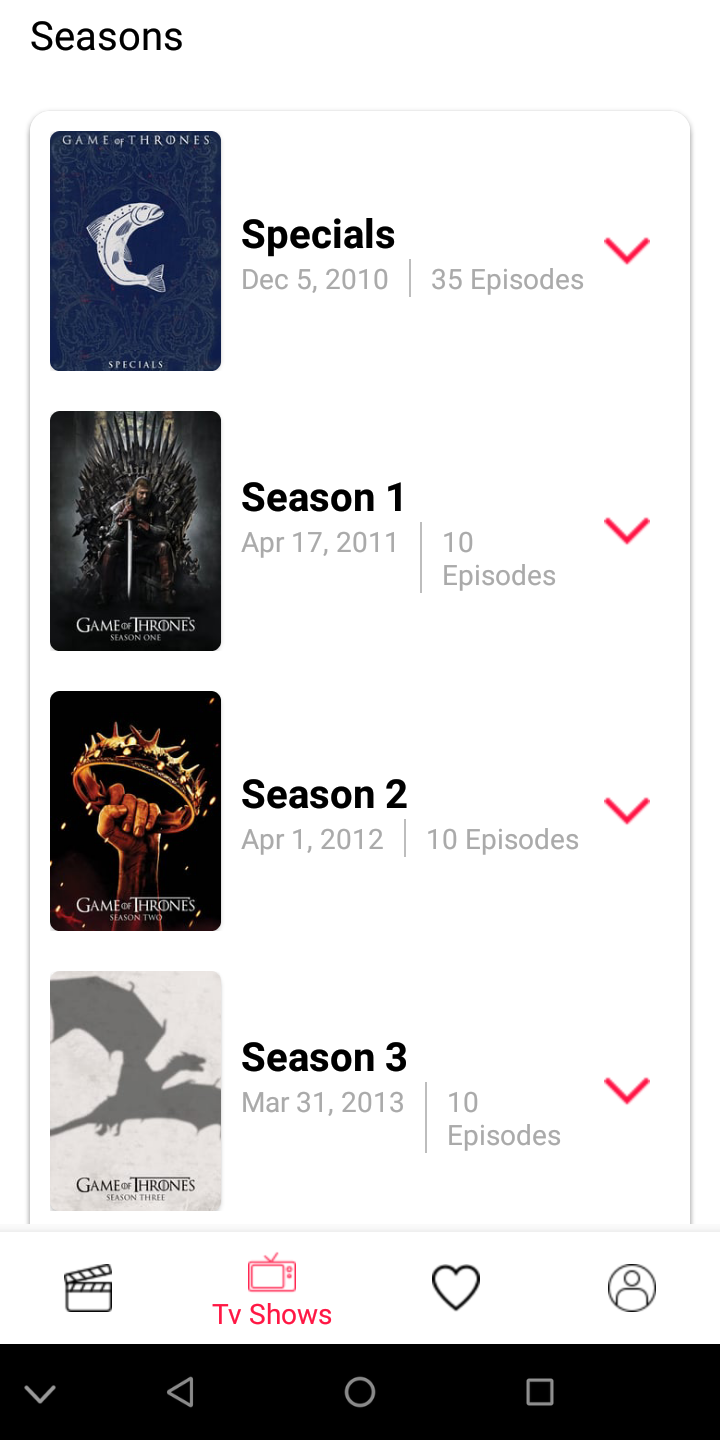 Seasons
GAME of THRONES
SPECIALS
Specials
Dec 5, 2010
35 Episodes
GAME OF THRONES
SEASON ONE
Season 1
Apr 17, 2011
10
Episodes
GAME OF THRONES
SEASON TWO
Season 2
Apr 1, 2012
10 Episodes
GAME OF THRONES
SEASON THREE
Season 3
Mar 31, 2013
10
Episodes
Tv Shows